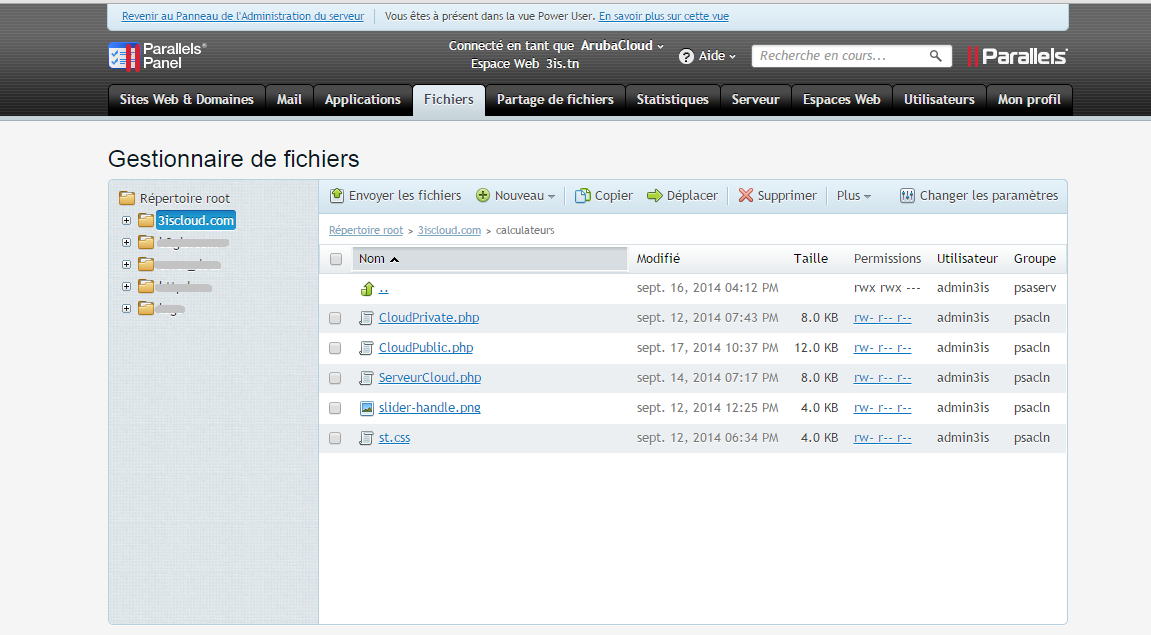 Revenir au Panneau de l'Administration du serveur Vous êtes à présent dans la vue Power User. En savoir plus sur cette vue
Parallels® Panel
Connecté en tant que ArubaCloud
Espace Web 3is.tn
Aide
Recherche en cours...
Parallels®
Sites Web & Domaines Mail Applications Fichiers Partage de fichiers Statistiques Serveur Espaces Web Utilisateurs Mon profil
Gestionnaire de fichiers
Répertoire root
3iscloud.com
Envoyer les fichiers Nouveau Copier Déplacer Supprimer Plus Changer les paramètres
Répertoire root > 3iscloud.com > calculateurs
Nom Modifié Taille Permissions Utilisateur Groupe
.. sept. 16, 2014 04:12 PM rwx rwx --- admin3is psaserv
CloudPrivate.php sept. 12, 2014 07:43 PM 8.0 KB rw- r-- r-- admin3is psacln
CloudPublic.php sept. 17, 2014 10:37 PM 12.0 KB rw- r-- r-- admin3is psacln
ServeurCloud.php sept. 14, 2014 07:17 PM 8.0 KB rw- r-- r-- admin3is psacln
slider-handle.png sept. 12, 2014 12:25 PM 4.0 KB rw- r-- r-- admin3is psacln
st.css sept. 12, 2014 06:34 PM 4.0 KB rw- r-- r-- admin3is psacln